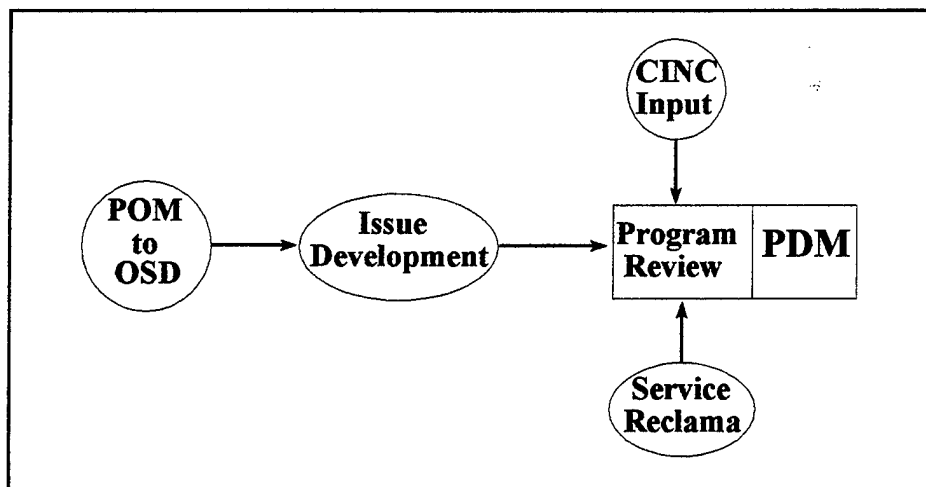 CINC
Input
POM
to
OSD
Issue
Development
Program
Review
PDM
Service
Reclama